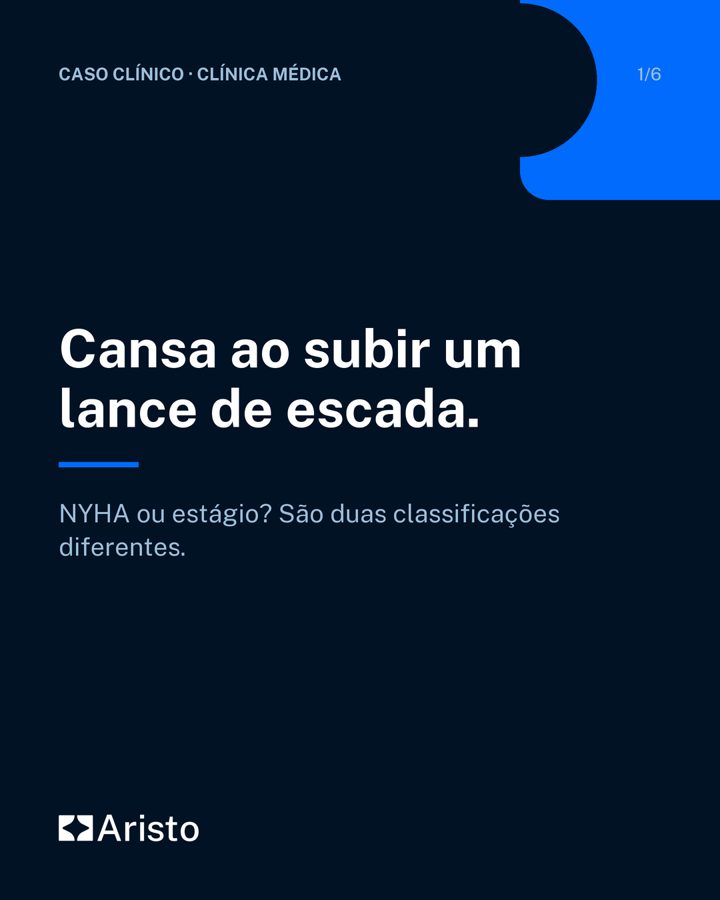 CASO CLÍNICO · CLÍNICA MÉDICA
1/6
Cansa ao subir um
lance de escada.
NYHA ou estágio? São duas classificações
diferentes.
Aristo